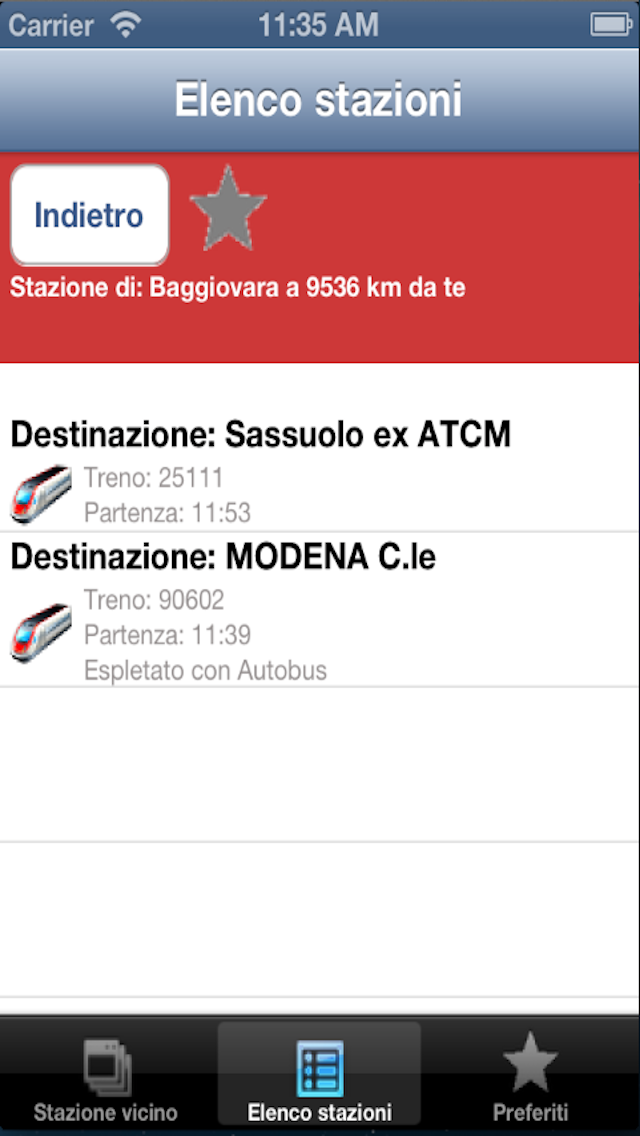 Carrier 11:35 AM
Elenco stazioni
Indietro
Stazione di: Baggiovara a 9536 km da te
Destinazione: Sassuolo ex ATCM
Treno: 25111
Partenza: 11:53
Destinazione: MODENA C.le
Treno: 90602
Partenza: 11:39
Espletato con Autobus
Stazione vicino Elenco stazioni Preferiti